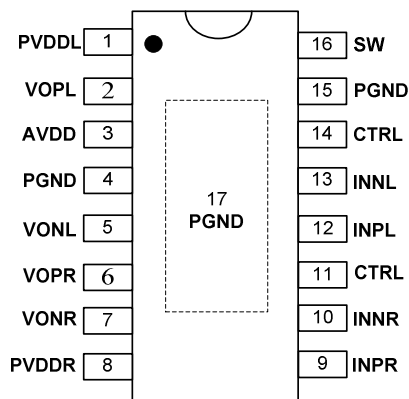 PVDDL 1 16 SW
VOPL 2 15 PGND
AVDD 3 14 CTRL
PGND 4 13 INNL
17
PGND
VONL 5 12 INPL
VOPR 6 11 CTRL
VONR 7 10 INNR
PVDDR 8 9 INPR